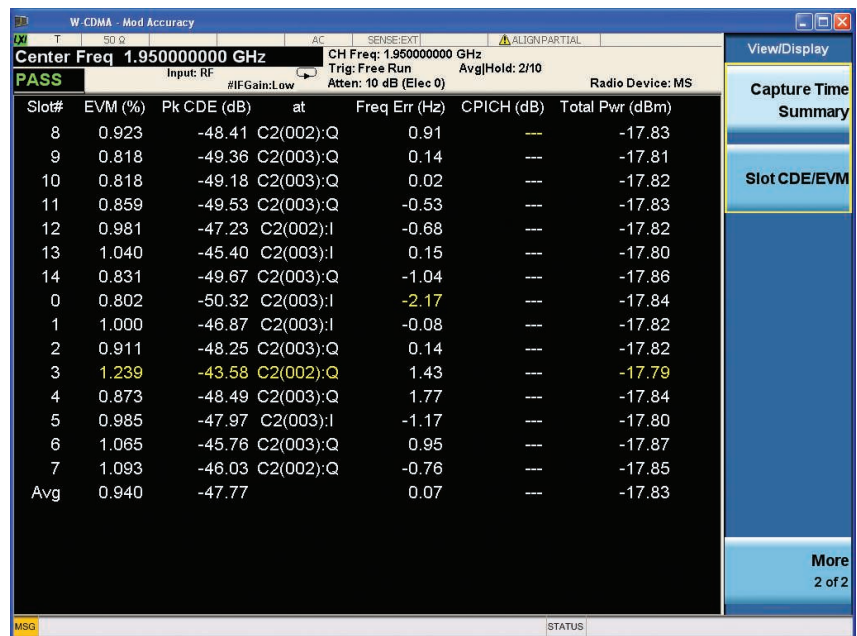 W-CDMA - Mod Accuracy
LXI T 50 Ω AC SENSE:EXT ALIGN PARTIAL
Center Freq 1.950000000 GHz
CH Freq: 1.950000000 GHz
PASS
Input: RF
Trig: Free Run
Avg|Hold: 2/10
#IFGain:Low
Atten: 10 dB (Elec 0)
Radio Device: MS
Slot# EVM (%) Pk CDE (dB) at Freq Err (Hz) CPICH (dB) Total Pwr (dBm)
8 0.923 -48.41 C2(002):Q 0.91 --- -17.83
9 0.818 -49.36 C2(003):Q 0.14 --- -17.81
10 0.818 -49.18 C2(003):Q 0.02 --- -17.82
11 0.859 -49.53 C2(003):Q -0.53 --- -17.83
12 0.981 -47.23 C2(002):I -0.68 --- -17.82
13 1.040 -45.40 C2(003):I 0.15 --- -17.80
14 0.831 -49.67 C2(003):Q -1.04 --- -17.86
0 0.802 -50.32 C2(003):I -2.17 --- -17.84
1 1.000 -46.87 C2(003):I -0.08 --- -17.82
2 0.911 -48.25 C2(003):Q 0.14 --- -17.82
3 1.239 -43.58 C2(002):Q 1.43 --- -17.79
4 0.873 -48.49 C2(003):Q 1.77 --- -17.84
5 0.985 -47.97 C2(003):I -1.17 --- -17.80
6 1.065 -45.76 C2(003):Q 0.95 --- -17.87
7 1.093 -46.03 C2(002):Q -0.76 --- -17.85
Avg 0.940 -47.77 0.07 --- -17.83
View/Display
Capture Time
Summary
Slot CDE/EVM
More
2 of 2
MSG
STATUS